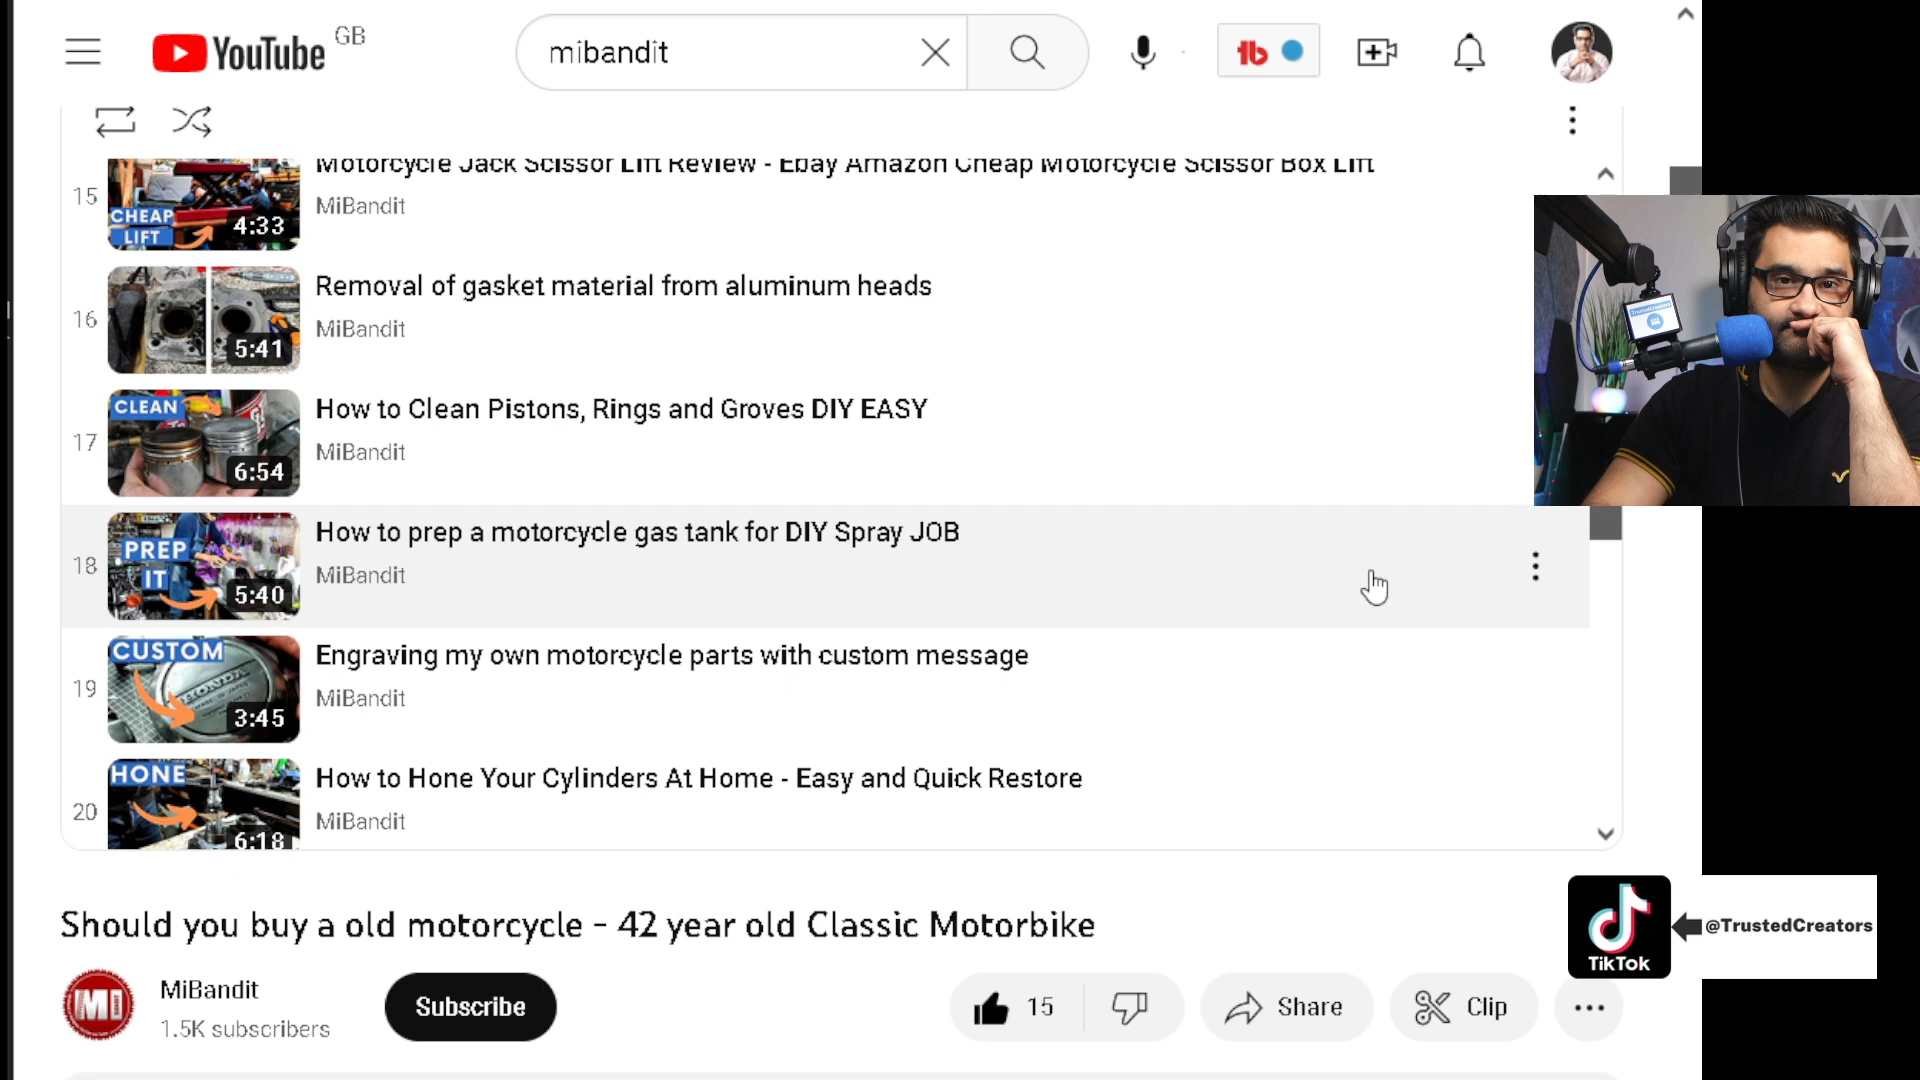 YouTube GB
mibandit
15
CHEAP
LIFT
4:33
Motorcycle Jack Scissor Lift Review - Ebay Amazon Cheap Motorcycle Scissor Box Lift
MiBandit
16
5:41
Removal of gasket material from aluminum heads
MiBandit
17
CLEAN
6:54
How to Clean Pistons, Rings and Groves DIY EASY
MiBandit
18
PREP
IT
5:40
How to prep a motorcycle gas tank for DIY Spray JOB
MiBandit
19
CUSTOM
HONDA
3:45
Engraving my own motorcycle parts with custom message
MiBandit
20
HONE
6:18
How to Hone Your Cylinders At Home - Easy and Quick Restore
MiBandit
Should you buy a old motorcycle - 42 year old Classic Motorbike
MI
MiBandit
1.5K subscribers
Subscribe
15
Share
Clip
TikTok
@TrustedCreators